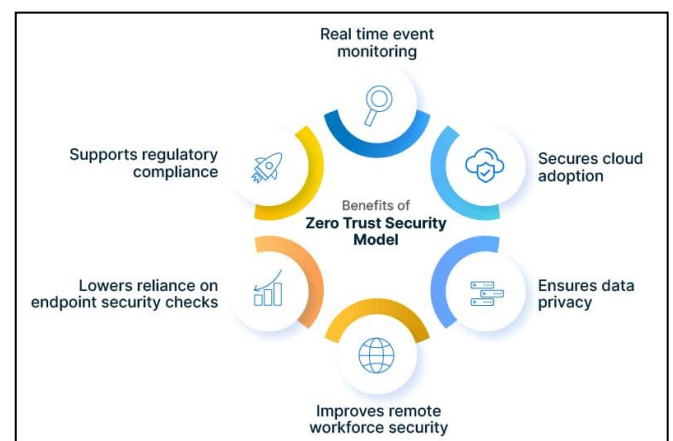 Real time event
monitoring
Supports regulatory
compliance
Secures cloud
adoption
Benefits of
Zero Trust Security
Model
Lowers reliance on
endpoint security checks
Ensures data
privacy
Improves remote
workforce security